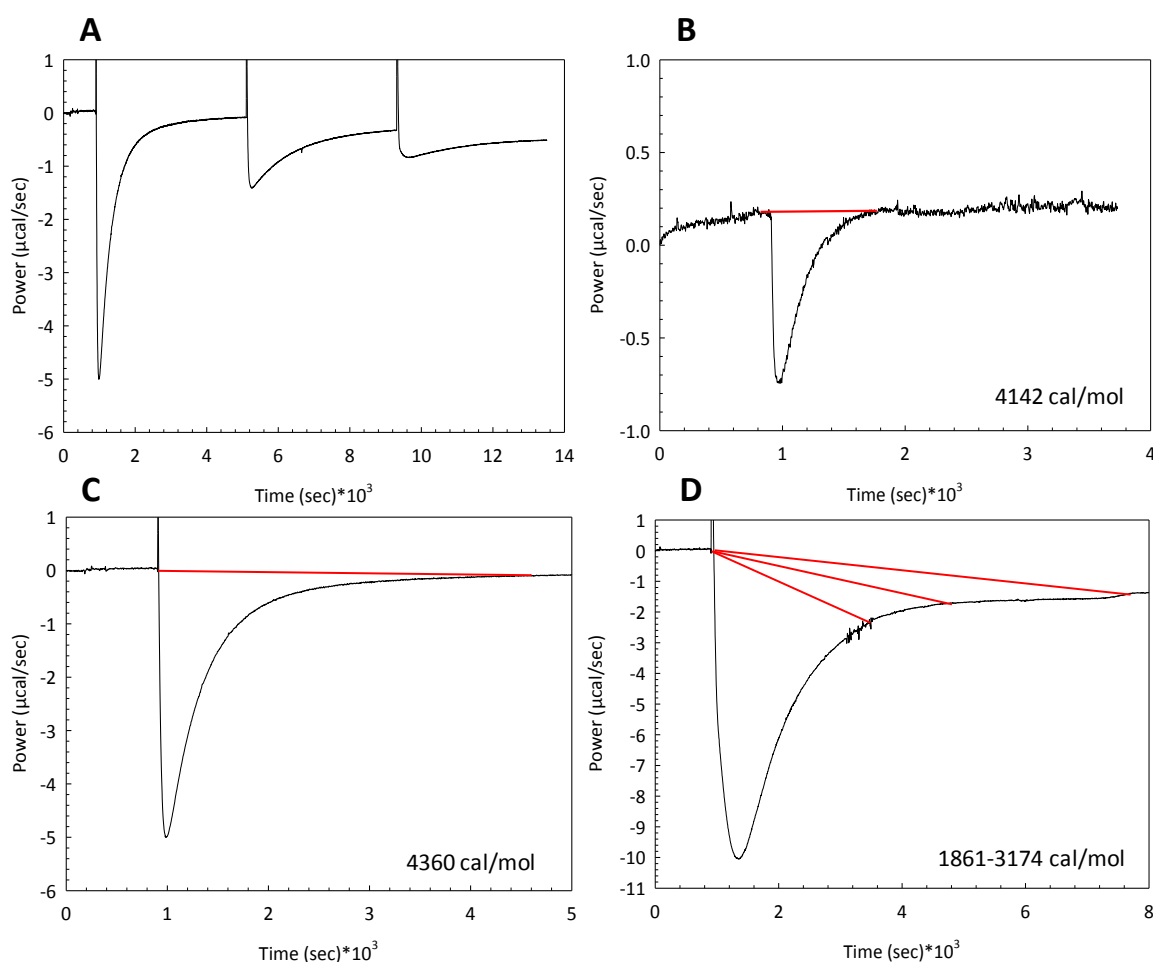 A
1
0
-1
-2
-3
-4
-5
-6
Power (µcal/sec)
0 2 4 6 8 10 12 14
Time (sec)*10³
B
1.0
0.5
0.0
-0.5
-1.0
Power (µcal/sec)
4142 cal/mol
0 1 2 3 4
Time (sec)*10³
C
1
0
-1
-2
-3
-4
-5
-6
Power (µcal/sec)
4360 cal/mol
0 1 2 3 4 5
Time (sec)*10³
D
1
0
-1
-2
-3
-4
-5
-6
-7
-8
-9
-10
-11
Power (µcal/sec)
1861-3174 cal/mol
0 2 4 6 8
Time (sec)*10³